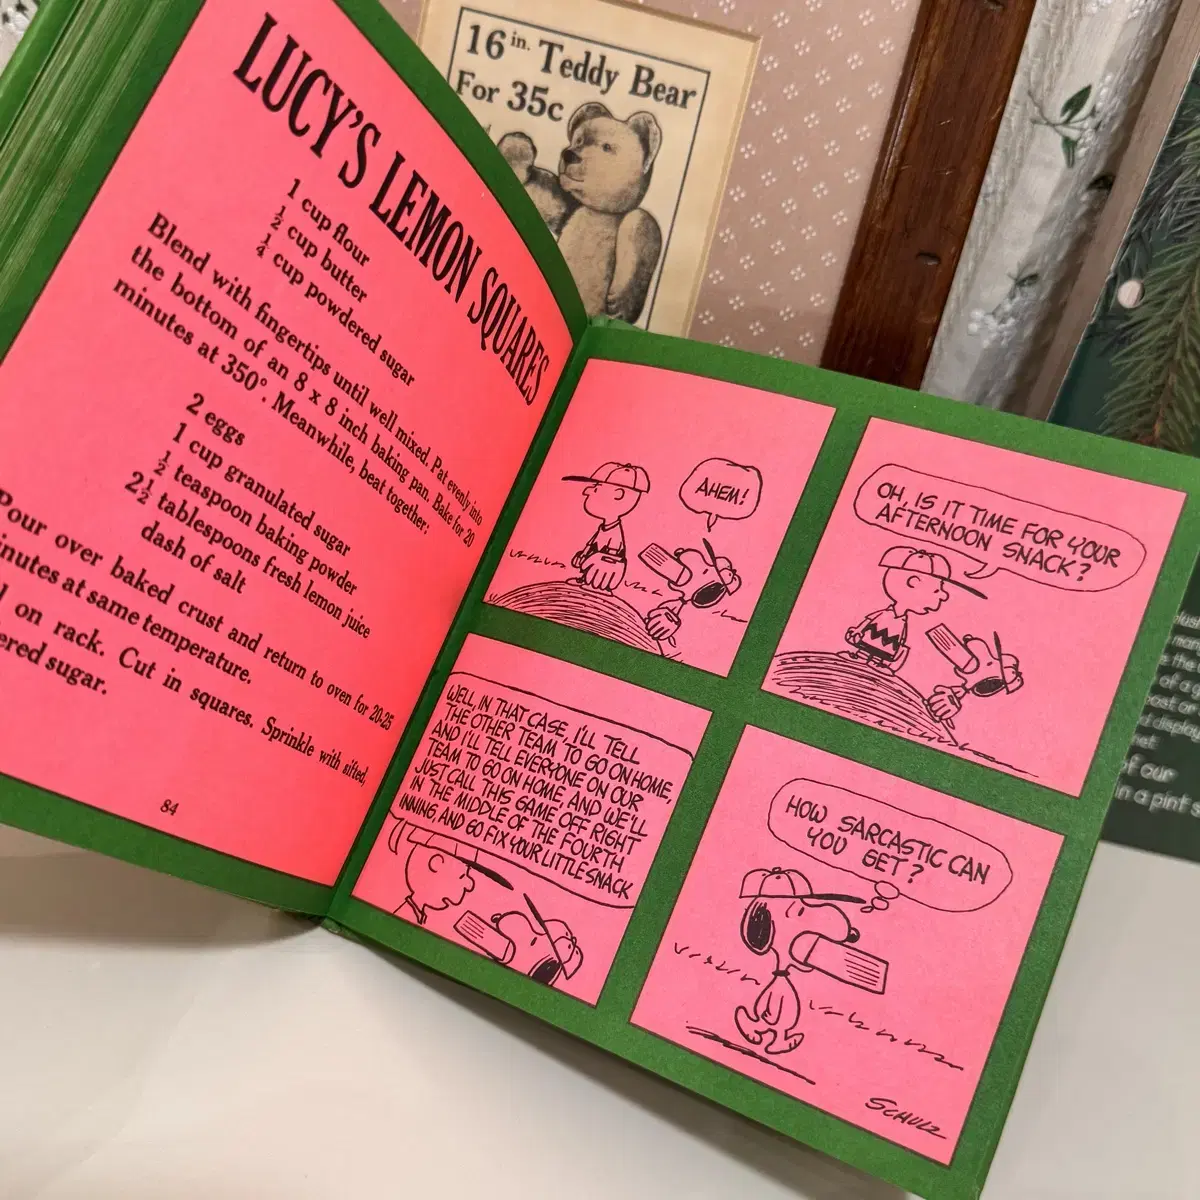 LUCY'S LEMON SQUARES
1 cup flour
½ cup butter
¼ cup powdered sugar
Blend with fingertips until well mixed. Pat evenly into
the bottom of an 8 x 8 inch baking pan. Bake for 20
minutes at 350°. Meanwhile, beat together:
2 eggs
1 cup granulated sugar
½ teaspoon baking powder
2½ tablespoons fresh lemon juice
dash of salt
Pour over baked crust and return to oven for 20-25
minutes at same temperature.
on rack. Cut in squares. Sprinkle with sifted,
sugar.
84
16 in. Teddy Bear
For 35c
AHEM!
OH, IS IT TIME FOR YOUR
AFTERNOON SNACK?
WELL, IN THAT CASE, I'LL TELL
THE OTHER TEAM TO GO ON HOME,
AND I'LL TELL EVERYONE ON OUR
TEAM TO GO ON HOME, AND WE'LL
JUST CALL THIS GAME OFF RIGHT
IN THE MIDDLE OF THE FOURTH
INNING, AND GO FIX YOUR LITTLE SNACK
HOW SARCASTIC CAN
YOU GET?
SCHULZ
of a
on
display
of our
in a pint